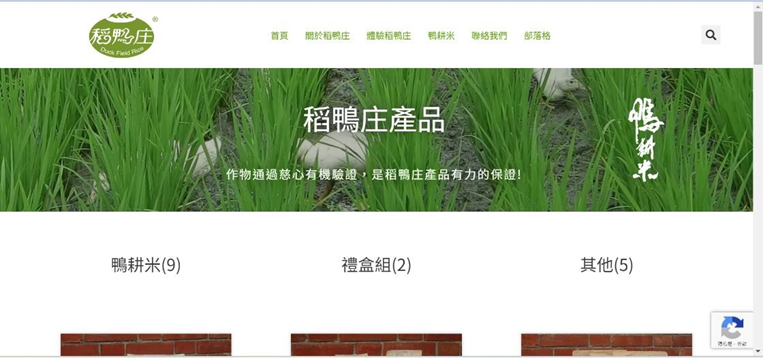 稻鴨庄
®
Duck Field Rice
首頁 關於稻鴨庄 體驗稻鴨庄 鴨耕米 聯絡我們 部落格
稻鴨庄產品
鴨耕米
作物通過慈心有機驗證，是稻鴨庄產品有力的保證!
鴨耕米(9) 禮盒組(2) 其他(5)